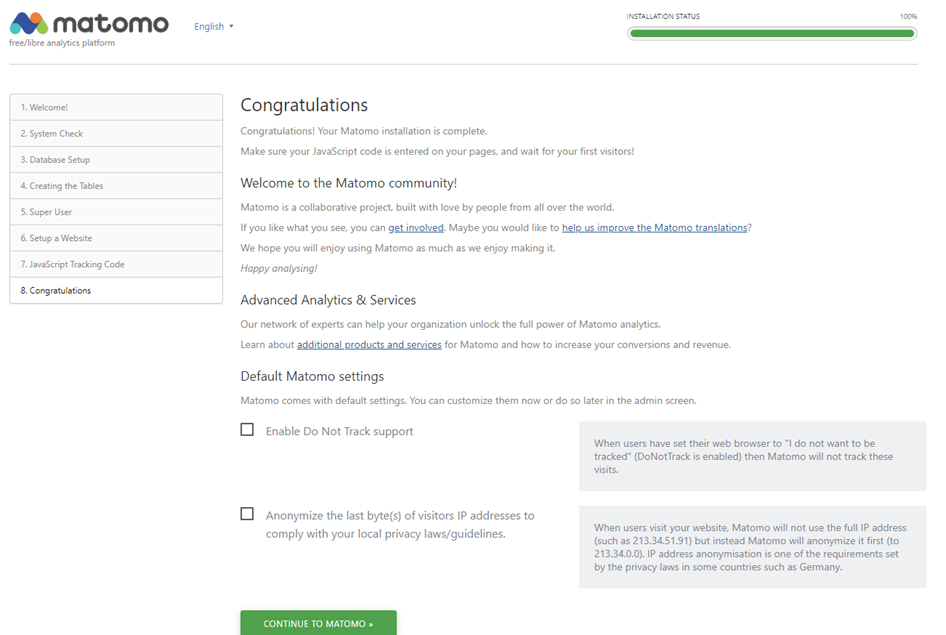 matomo
free/libre analytics platform
English
INSTALLATION STATUS
100%
1. Welcome!
2. System Check
3. Database Setup
4. Creating the Tables
5. Super User
6. Setup a Website
7. JavaScript Tracking Code
8. Congratulations
Congratulations
Congratulations! Your Matomo installation is complete.
Make sure your JavaScript code is entered on your pages, and wait for your first visitors!
Welcome to the Matomo community!
Matomo is a collaborative project, built with love by people from all over the world.
If you like what you see, you can get involved. Maybe you would like to help us improve the Matomo translations?
We hope you will enjoy using Matomo as much as we enjoy making it.
Happy analysing!
Advanced Analytics & Services
Our network of experts can help your organization unlock the full power of Matomo analytics.
Learn about additional products and services for Matomo and how to increase your conversions and revenue.
Default Matomo settings
Matomo comes with default settings. You can customize them now or do so later in the admin screen.
Enable Do Not Track support
When users have set their web browser to "I do not want to be
tracked" (DoNotTrack is enabled) then Matomo will not track these
visits.
Anonymize the last byte(s) of visitors IP addresses to
comply with your local privacy laws/guidelines.
When users visit your website, Matomo will not use the full IP address
(such as 213.34.51.91) but instead Matomo will anonymize it first (to
213.34.0.0). IP address anonymisation is one of the requirements set
by the privacy laws in some countries such as Germany.
CONTINUE TO MATOMO »